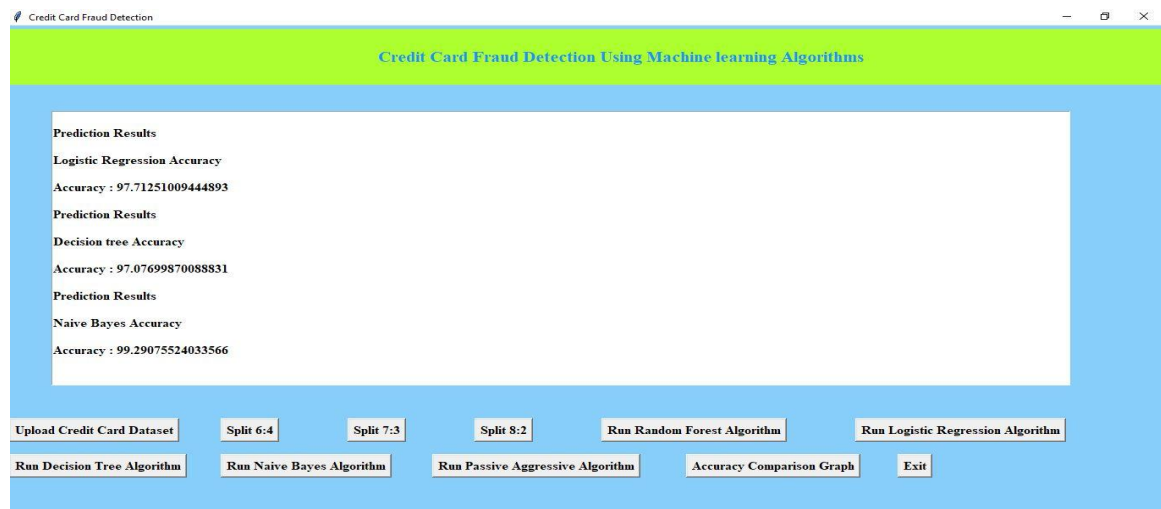 Credit Card Fraud Detection
Credit Card Fraud Detection Using Machine learning Algorithms
Prediction Results
Logistic Regression Accuracy
Accuracy : 97.71251009444893
Prediction Results
Decision tree Accuracy
Accuracy : 97.07699870088831
Prediction Results
Naive Bayes Accuracy
Accuracy : 99.29075524033566
Upload Credit Card Dataset Split 6:4 Split 7:3 Split 8:2 Run Random Forest Algorithm Run Logistic Regression Algorithm
Run Decision Tree Algorithm Run Naive Bayes Algorithm Run Passive Aggressive Algorithm Accuracy Comparison Graph Exit